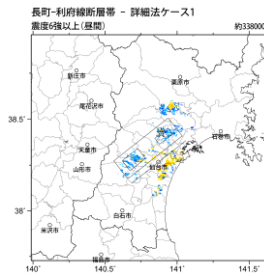 長町-利府線断層帯 - 詳細法ケース1
震度6強以上(昼間)
約338000
新庄市
栗原市
尾花沢市
38.5˚
石巻市
天童市
山形市
仙台市
38˚
白石市
米沢市
福島市
140˚
140.5˚
141˚
141.5˚